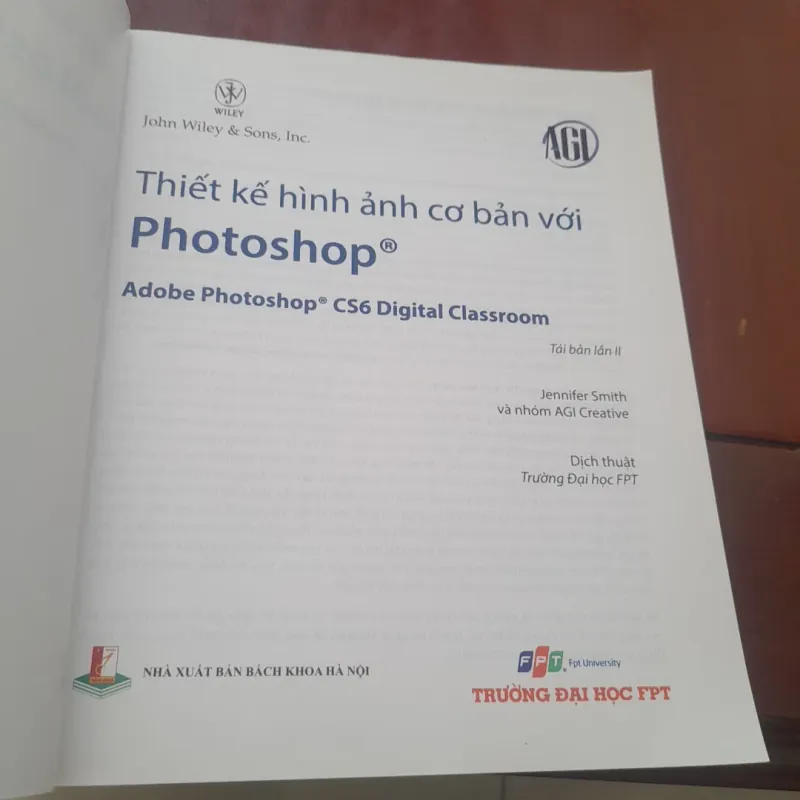 WILEY
John Wiley & Sons, Inc.
AGI
Thiết kế hình ảnh cơ bản với
Photoshop®
Adobe Photoshop® CS6 Digital Classroom
Tái bản lần II
Jennifer Smith
và nhóm AGI Creative
Dịch thuật
Trường Đại học FPT
NHÀ XUẤT BẢN BÁCH KHOA HÀ NỘI
FPT. Fpt University
TRƯỜNG ĐẠI HỌC FPT